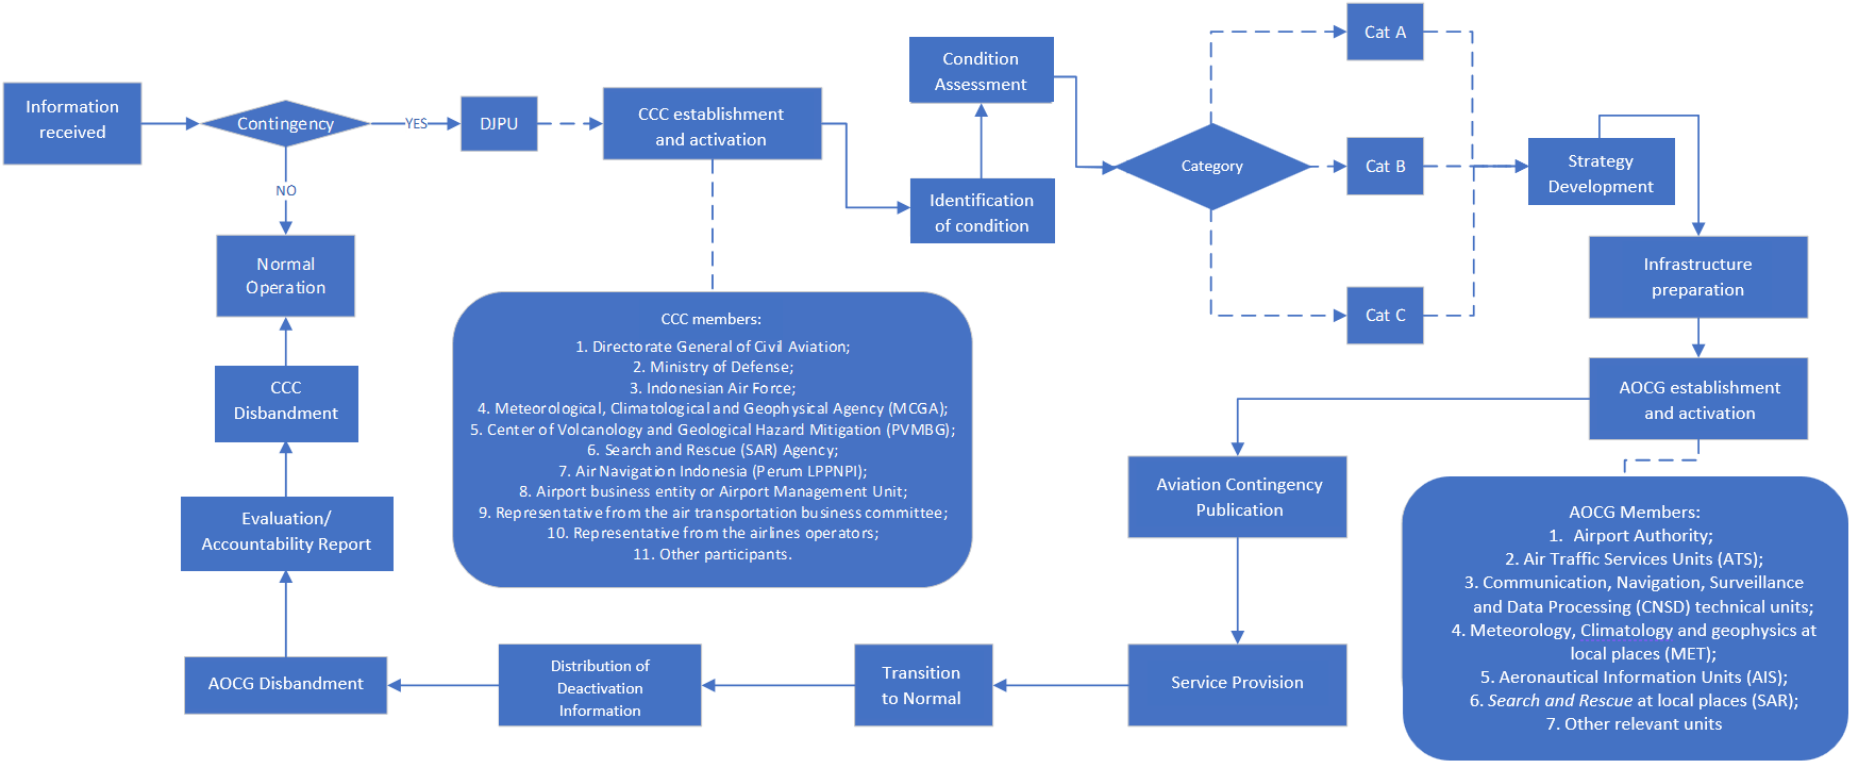 Information
received
Contingency
YES
NO
DJPU
CCC establishment
and activation
Identification
of condition
Condition
Assessment
Category
Cat A
Cat B
Cat C
Strategy
Development
Infrastructure
preparation
AOCG establishment
and activation
AOCG Members:
1. Airport Authority;
2. Air Traffic Services Units (ATS);
3. Communication, Navigation, Surveillance
and Data Processing (CNSD) technical units;
4. Meteorology, Climatology and geophysics at
local places (MET);
5. Aeronautical Information Units (AIS);
6. Search and Rescue at local places (SAR);
7. Other relevant units
CCC members:
1. Directorate General of Civil Aviation;
2. Ministry of Defense;
3. Indonesian Air Force;
4. Meteorological, Climatological and Geophysical Agency (MCGA);
5. Center of Volcanology and Geological Hazard Mitigation (PVMBG);
6. Search and Rescue (SAR) Agency;
7. Air Navigation Indonesia (Perum LPPNPI);
8. Airport business entity or Airport Management Unit;
9. Representative from the air transportation business committee;
10. Representative from the airlines operators;
11. Other participants.
Aviation Contingency
Publication
Service Provision
Transition
to Normal
Distribution of
Deactivation
Information
AOCG Disbandment
Evaluation/
Accountability Report
CCC
Disbandment
Normal
Operation